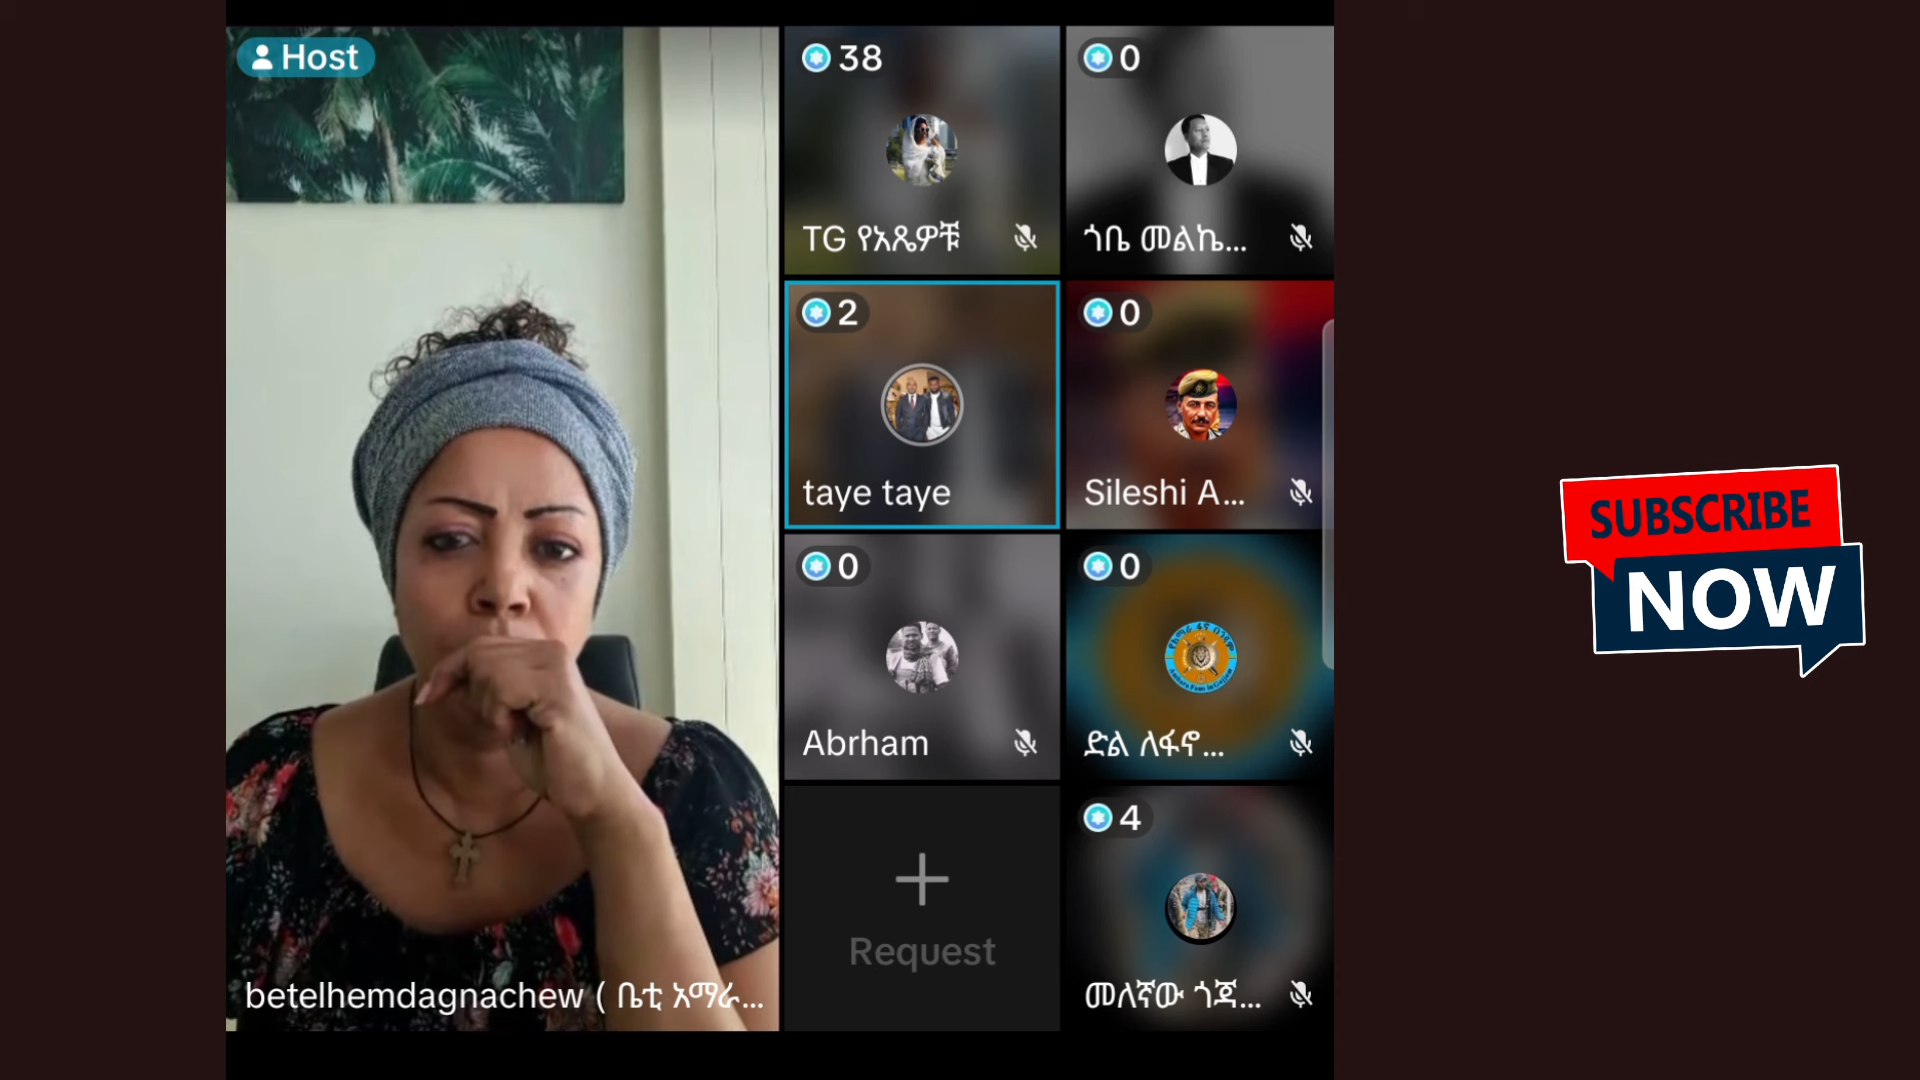 Host
betelhemdagnachew ( ቤቲ አማራ...
38
TG የአጼዎቹ
0
ጎቤ መልኬ...
2
taye taye
0
Sileshi A...
0
Abrham
0
ድል ለፋኖ...
Request
4
መለኛው ጎጃ...
SUBSCRIBE
NOW